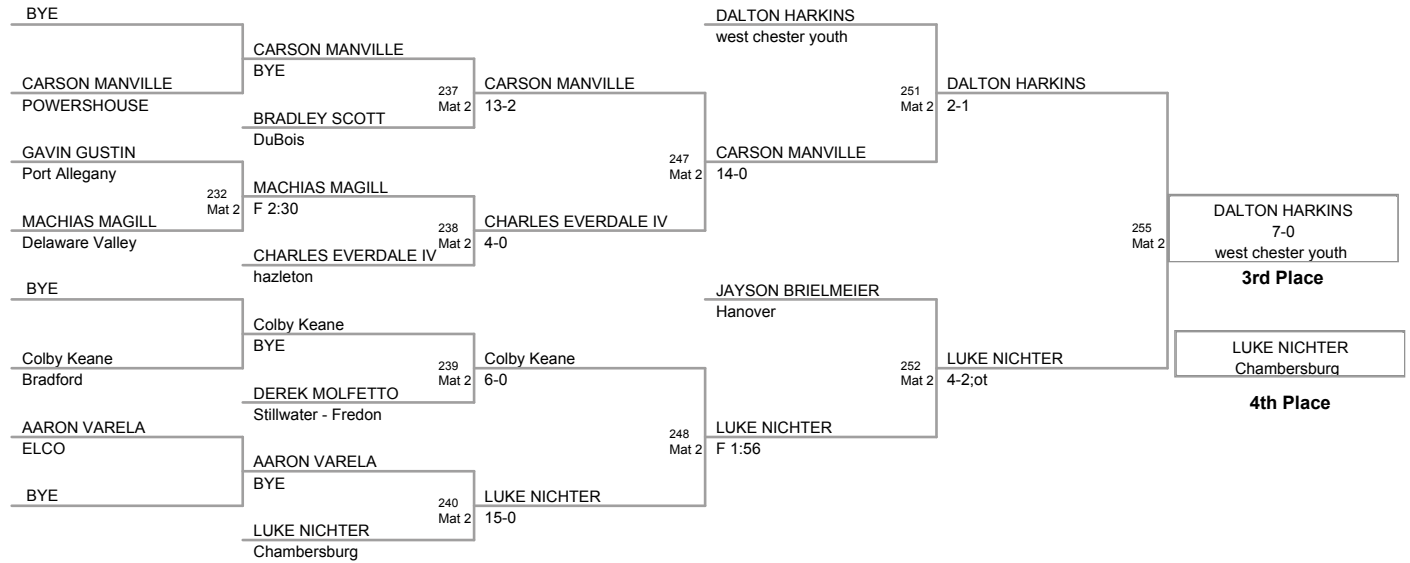 BYE
DALTON HARKINS
west chester youth
CARSON MANVILLE
BYE
CARSON MANVILLE
POWERSHOUSE
237
Mat 2
CARSON MANVILLE
13-2
251
Mat 2
DALTON HARKINS
2-1
BRADLEY SCOTT
DuBois
GAVIN GUSTIN
Port Allegany
247
Mat 2
CARSON MANVILLE
14-0
232
Mat 2
MACHIAS MAGILL
F 2:30
MACHIAS MAGILL
Delaware Valley
238
Mat 2
CHARLES EVERDALE IV
4-0
255
Mat 2
DALTON HARKINS
7-0
west chester youth
3rd Place
CHARLES EVERDALE IV
hazleton
BYE
JAYSON BRIELMEIER
Hanover
Colby Keane
BYE
Colby Keane
Bradford
239
Mat 2
Colby Keane
6-0
252
Mat 2
LUKE NICHTER
4-2;ot
LUKE NICHTER
Chambersburg
4th Place
DEREK MOLFETTO
Stillwater - Fredon
AARON VARELA
ELCO
248
Mat 2
LUKE NICHTER
F 1:56
AARON VARELA
BYE
BYE
240
Mat 2
LUKE NICHTER
15-0
LUKE NICHTER
Chambersburg